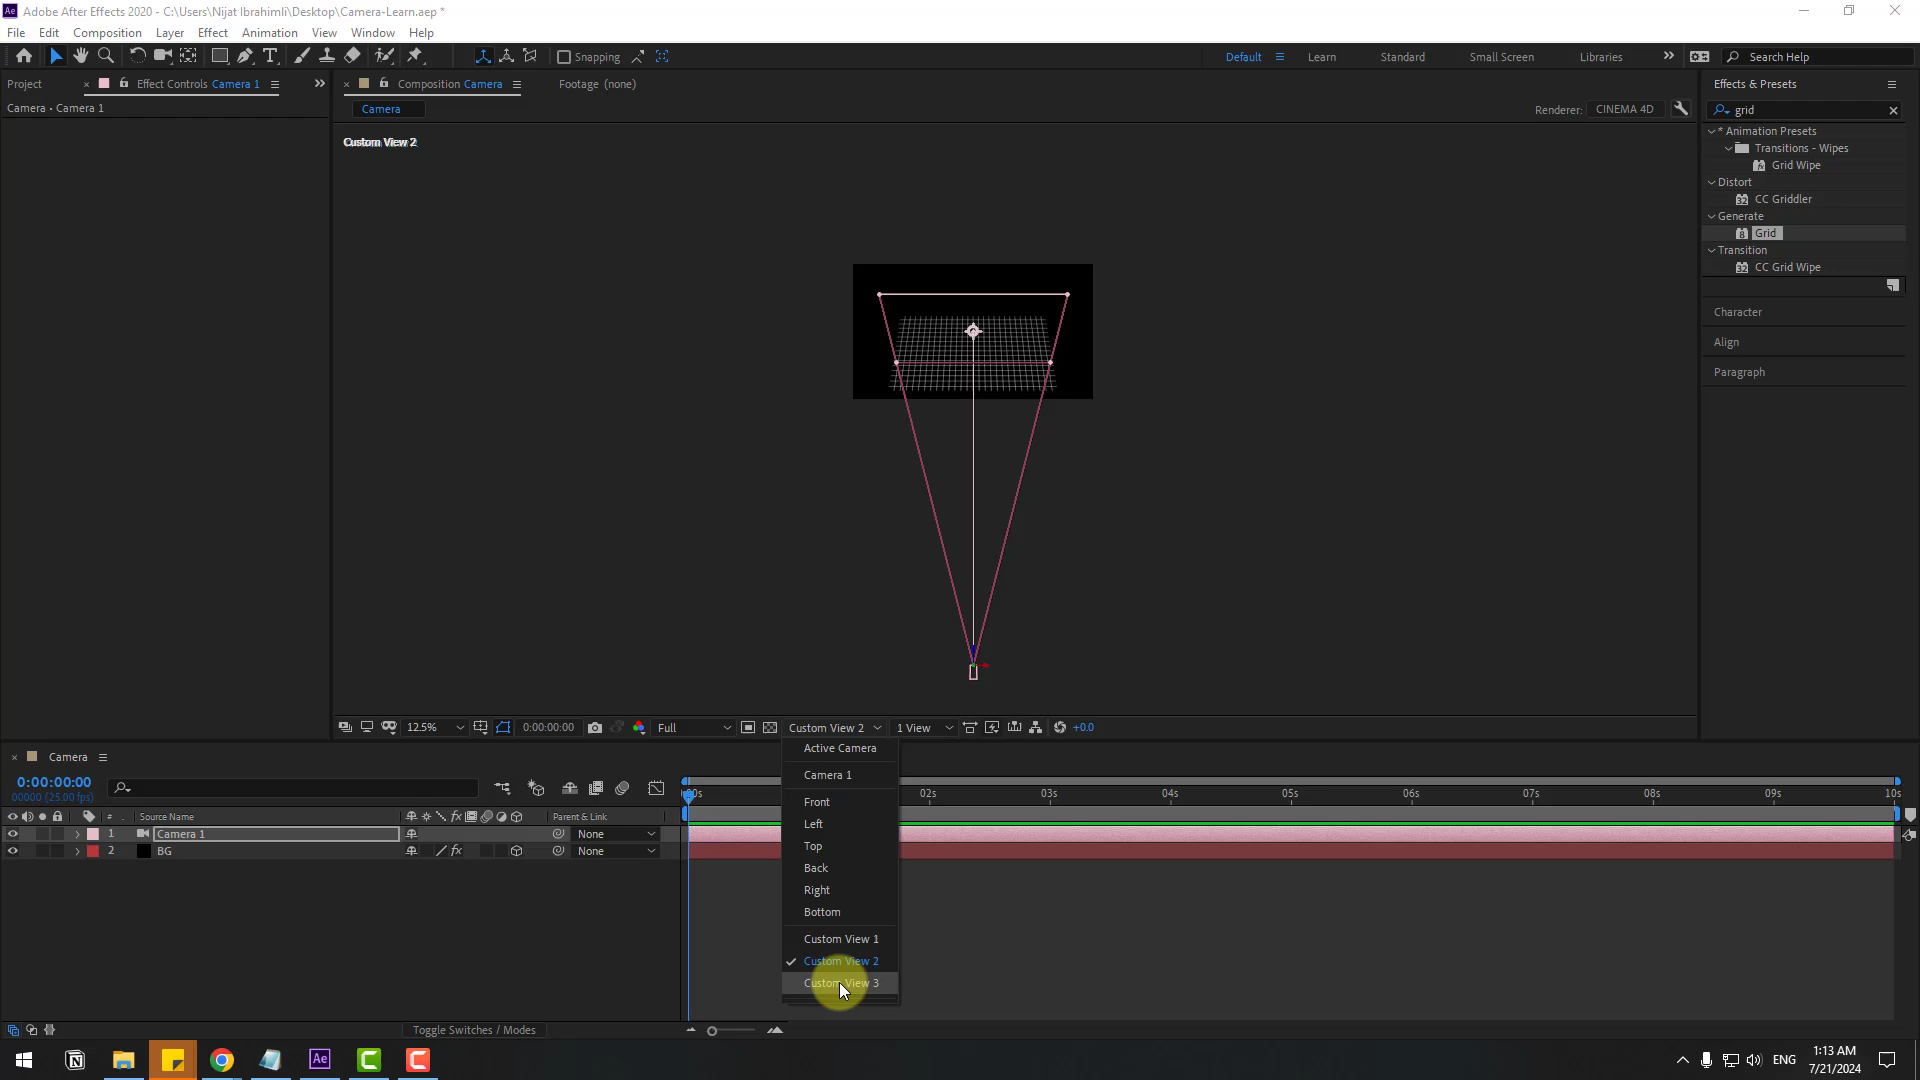 Ae Adobe After Effects 2020 - C:\Users\Nijat Ibrahimli\Desktop\Camera-Learn.aep *
File Edit Composition Layer Effect Animation View Window Help
Snapping Default Learn Standard Small Screen Libraries Search Help
Project Effect Controls Camera 1 Composition Camera Footage (none) Effects & Presets
Camera • Camera 1
Camera
Renderer: CINEMA 4D
grid
Custom View 2
* Animation Presets
Transitions - Wipes
Grid Wipe
Distort
CC Griddler
Generate
Grid
Transition
CC Grid Wipe
Character
Align
Paragraph
12.5% 0:00:00:00 Full Custom View 2 1 View +0.0
Active Camera
Camera 1
Front
Left
Top
Back
Right
Bottom
Custom View 1
Custom View 2
Custom View 3
Camera
0:00:00:00
00000 (25.00 fps)
02s 03s 04s 05s 06s 07s 08s 09s 10s
# Source Name Parent & Link
1 Camera 1 None
2 BG None
Toggle Switches / Modes
Ae
ENG
1:13 AM
7/21/2024